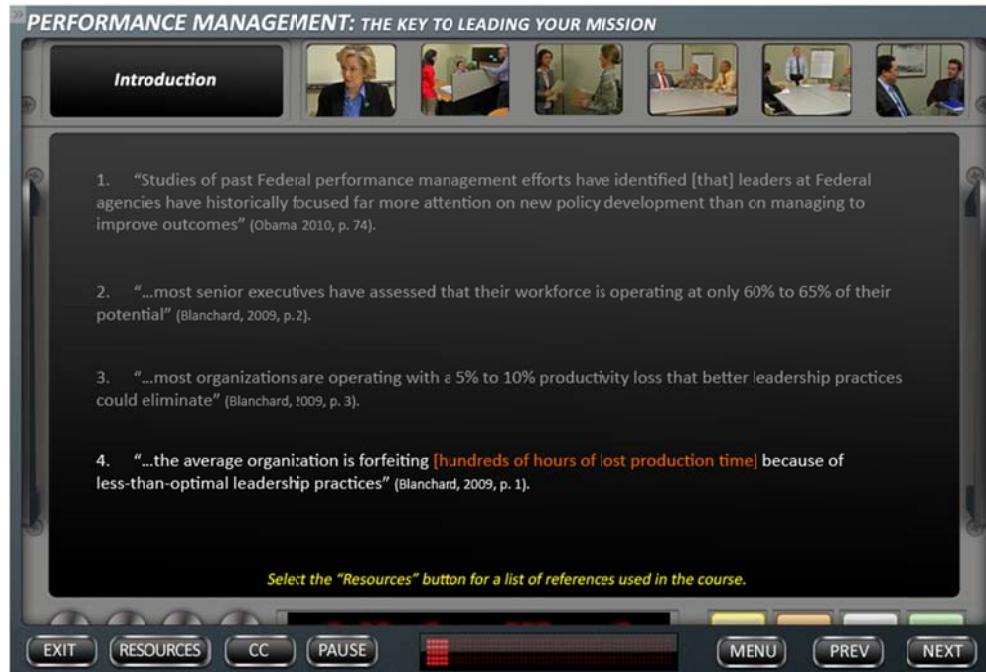 PERFORMANCE MANAGEMENT: THE KEY TO LEADING YOUR MISSION
Introduction
1. “Studies of past Federal performance management efforts have identified [that] leaders at Federal
agencies have historically focused far more attention on new policy development than on managing to
improve outcomes” (Obama 2010, p. 74).
2. “…most senior executives have assessed that their workforce is operating at only 60% to 65% of their
potential” (Blanchard, 2009, p.2).
3. “…most organizations are operating with a 5% to 10% productivity loss that better leadership practices
could eliminate” (Blanchard, 2009, p. 3).
4. “…the average organization is forfeiting [hundreds of hours of lost production time] because of
less-than-optimal leadership practices” (Blanchard, 2009, p. 1).
Select the “Resources” button for a list of references used in the course.
EXIT RESOURCES CC PAUSE MENU PREV NEXT